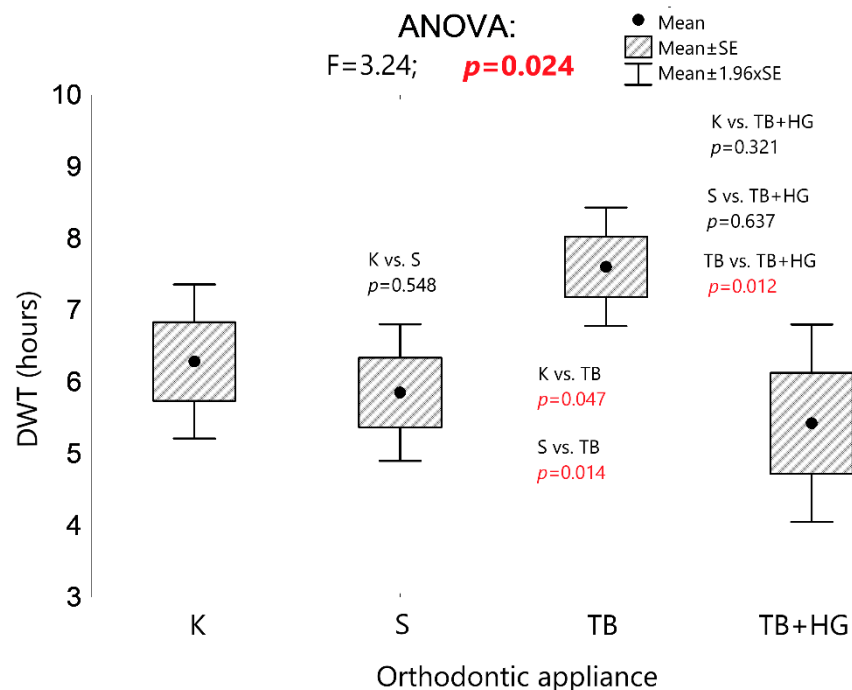 ANOVA:
F=3.24; p=0.024
Mean
Mean±SE
Mean±1.96xSE
10
9
8
7
6
5
4
3
DWT (hours)
K vs. S
p=0.548
K vs. TB
p=0.047
S vs. TB
p=0.014
K vs. TB+HG
p=0.321
S vs. TB+HG
p=0.637
TB vs. TB+HG
p=0.012
K S TB TB+HG
Orthodontic appliance